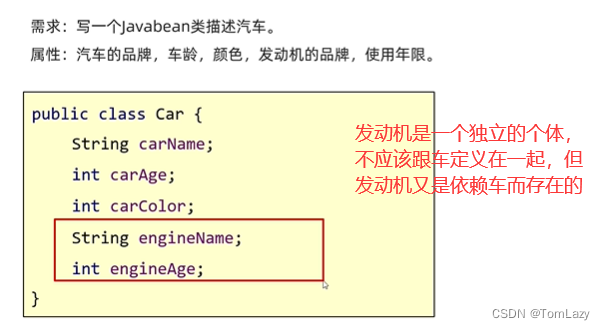 需求：写一个Javabean类描述汽车。
属性：汽车的品牌，车龄，颜色，发动机的品牌，使用年限。
public class Car {
String carName;
int carAge;
int carColor;
String engineName;
int engineAge;
}
发动机是一个独立的个体，
不应该跟车定义在一起，但
发动机又是依赖车而存在的
CSDN @TomLazy